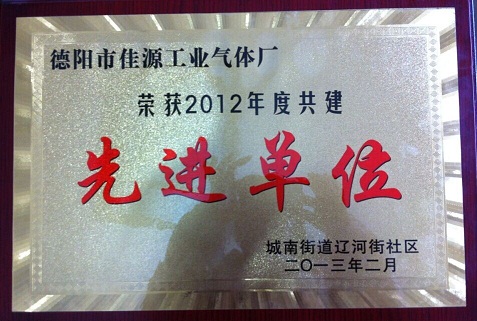 德阳市佳源工业气体厂
荣获2012年度共建
先进单位
城南街道辽河街社区
二〇一三年二月